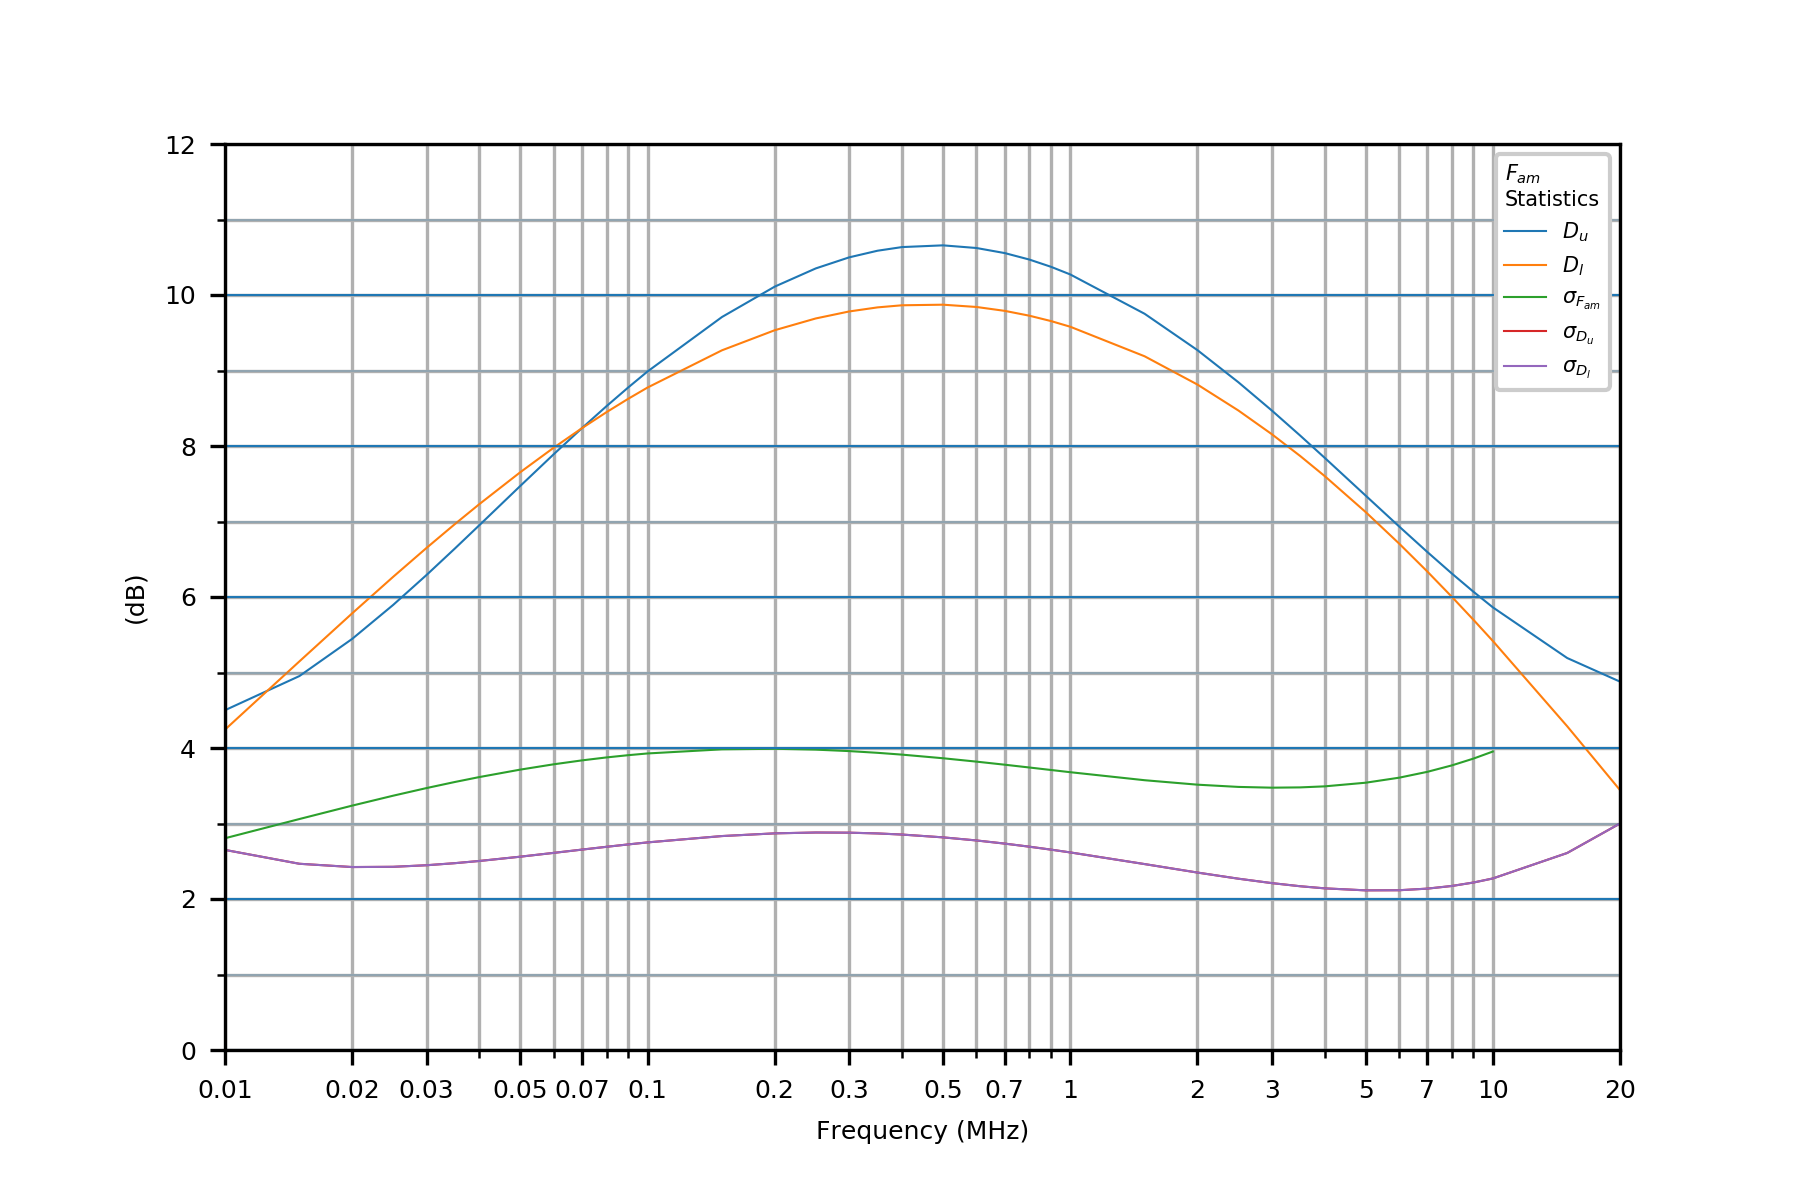 12
10
8
6
4
2
0
(dB)
F_am
Statistics
D_u
D_l
σ_F_am
σ_D_u
σ_D_l
0.01 0.02 0.03 0.05 0.07 0.1 0.2 0.3 0.5 0.7 1 2 3 5 7 10 20
Frequency (MHz)